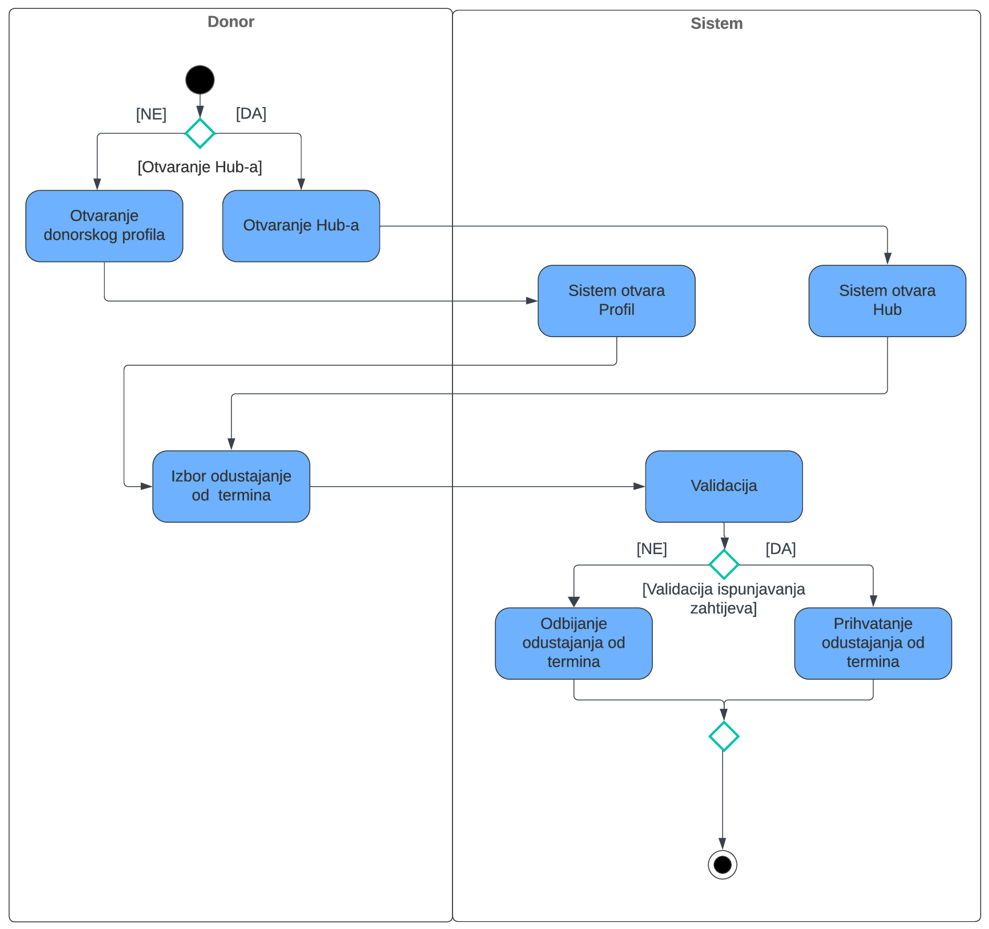 Donor
Sistem
[NE]
[DA]
[Otvaranje Hub-a]
Otvaranje
donorskog profila
Otvaranje Hub-a
Sistem otvara
Profil
Sistem otvara
Hub
Izbor odustajanje
od termina
Validacija
[NE]
[DA]
[Validacija ispunjavanja
zahtijeva]
Odbijanje
odustajanja od
termina
Prihvatanje
odustajanja od
termina